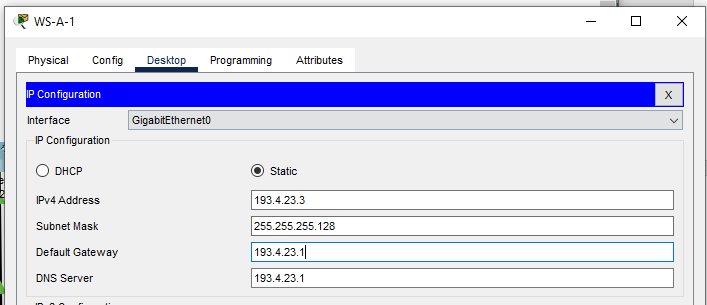 WS-A-1
Physical Config Desktop Programming Attributes
IP Configuration X
Interface GigabitEthernet0
IP Configuration
DHCP Static
IPv4 Address 193.4.23.3
Subnet Mask 255.255.255.128
Default Gateway 193.4.23.1
DNS Server 193.4.23.1